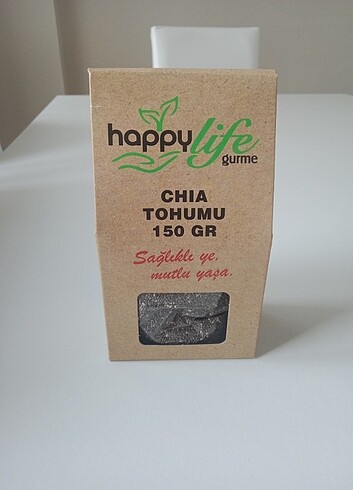 happy life
gurme
CHIA
TOHUMU
150 GR
Sağlıklı ye,
mutlu yaşa.